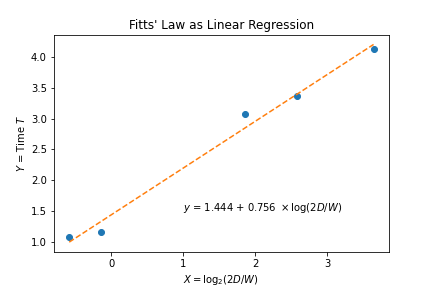 Fitts' Law as Linear Regression
4.0
3.5
3.0
2.5
2.0
1.5
1.0
Y = Time T
y = 1.444 + 0.756 × log(2D/W)
0 1 2 3
X = log₂(2D/W)